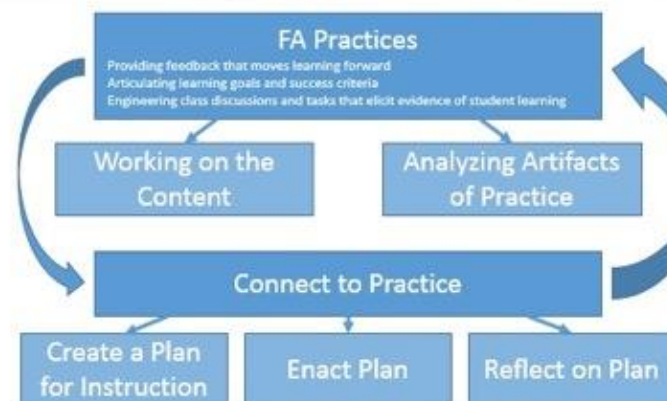 FA Practices
Providing feedback that moves learning forward
Articulating learning goals and success criteria
Engineering class discussions and tasks that elicit evidence of student learning
Working on the
Content
Analyzing Artifacts
of Practice
Connect to Practice
Create a Plan
for Instruction
Enact Plan
Reflect on Plan